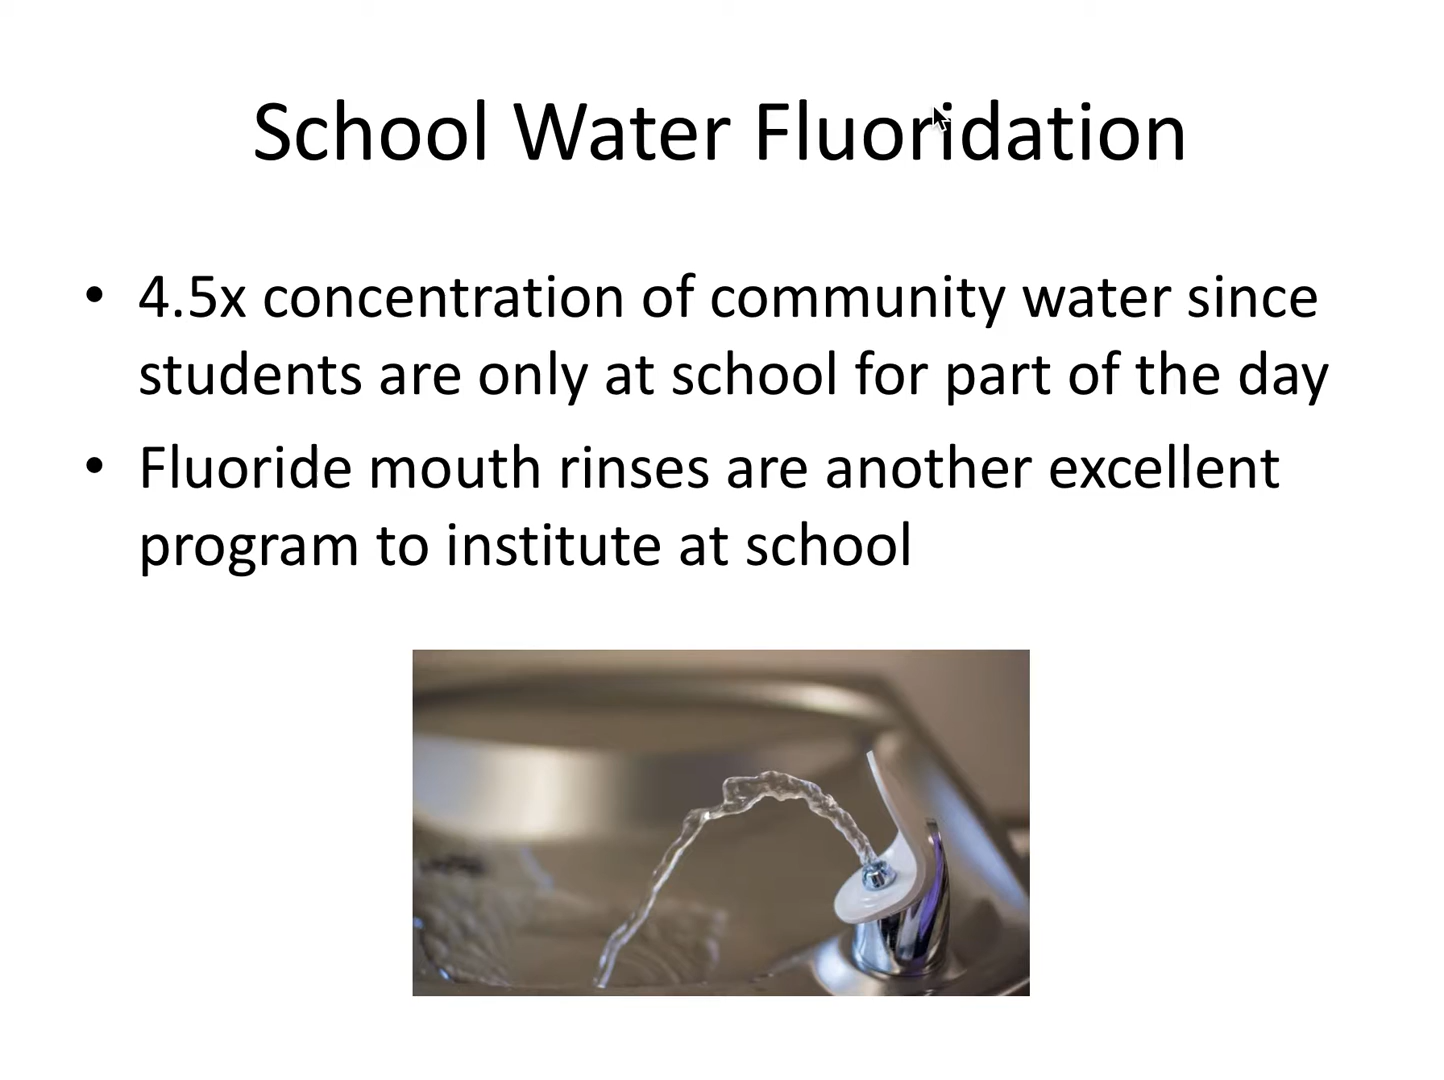 School Water Fluoridation
• 4.5x concentration of community water since
students are only at school for part of the day
• Fluoride mouth rinses are another excellent
program to institute at school